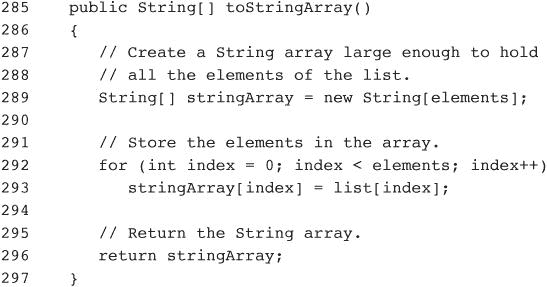 285 public String[] toStringArray()
286 {
287 // Create a String array large enough to hold
288 // all the elements of the list.
289 String[] stringArray = new String[elements];
290
291 // Store the elements in the array.
292 for (int index = 0; index < elements; index++)
293 stringArray[index] = list[index];
294
295 // Return the String array.
296 return stringArray;
297 }